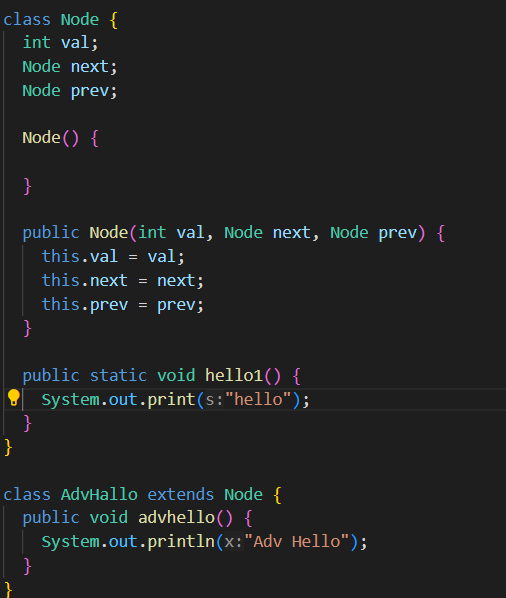 class Node {
  int val;
  Node next;
  Node prev;

  Node() {

  }

  public Node(int val, Node next, Node prev) {
    this.val = val;
    this.next = next;
    this.prev = prev;
  }

  public static void hello1() {
    System.out.print(s:"hello");
  }
}

class AdvHallo extends Node {
  public void advhello() {
    System.out.println(x:"Adv Hello");
  }
}